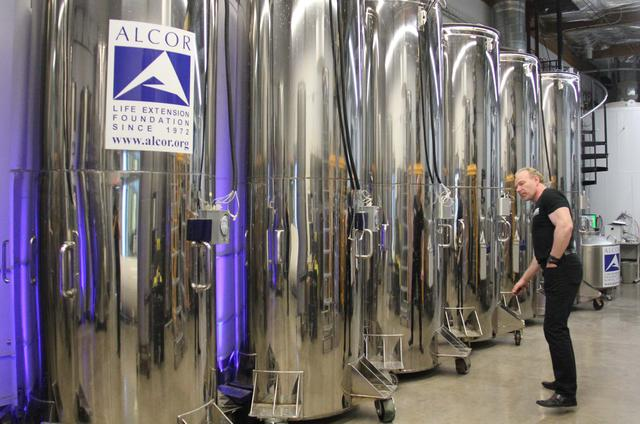 ALCOR
LIFE EXTENSION
FOUNDATION
SINCE 1972
www.alcor.org